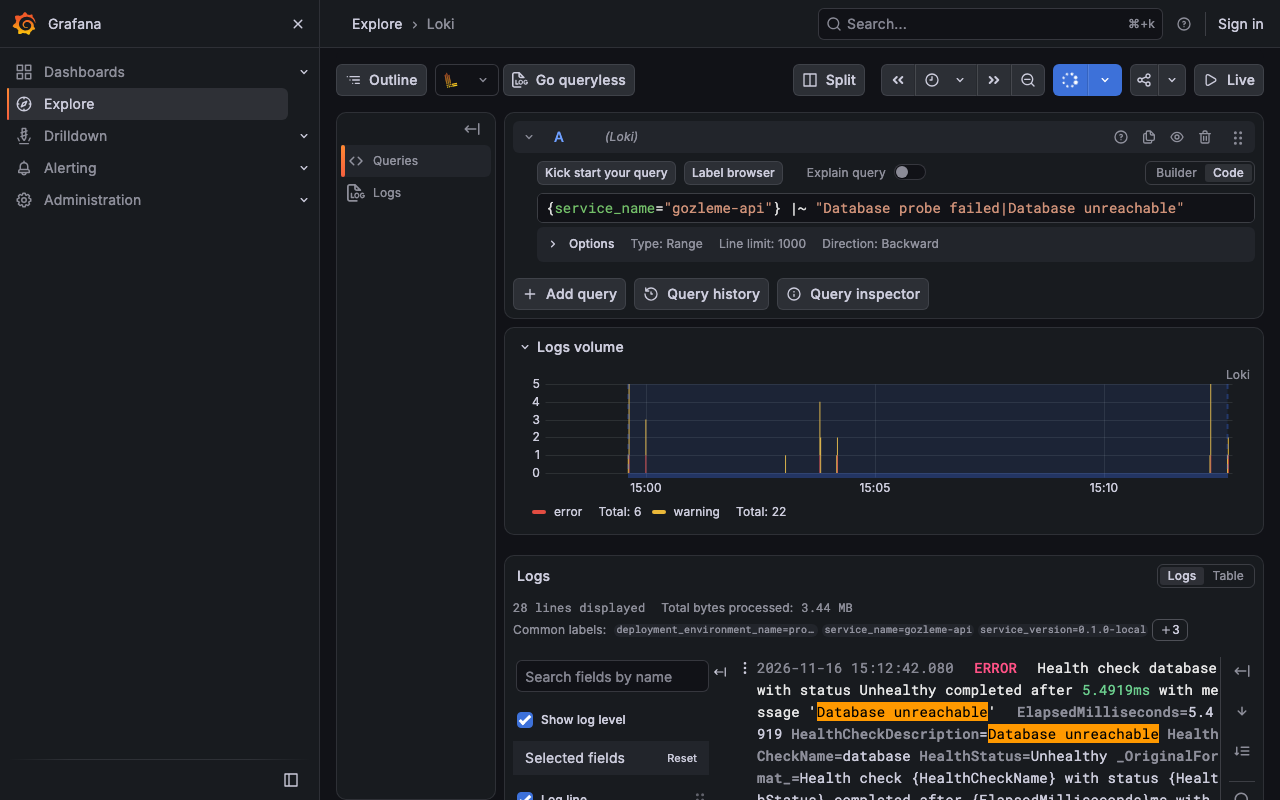 Grafana
Explore › Loki
Search...
⌘+k
Sign in
Dashboards
Explore
Drilldown
Alerting
Administration
Outline
Go queryless
Split
Live
Queries
Logs
A (Loki)
Kick start your query
Label browser
Explain query
Builder
Code
{service_name="gozleme-api"} |~ "Database probe failed|Database unreachable"
Options Type: Range Line limit: 1000 Direction: Backward
Add query
Query history
Query inspector
Logs volume
Loki
5
4
3
2
1
0
15:00
15:05
15:10
error Total: 6 warning Total: 22
Logs
Logs
Table
28 lines displayed Total bytes processed: 3.44 MB
Common labels: deployment_environment_name=pro… service_name=gozleme-api service_version=0.1.0-local +3
Search fields by name
Show log level
Selected fields
Reset
Log line
2026-11-16 15:12:42.080 ERROR Health check database
with status Unhealthy completed after 5.4919ms with me
ssage 'Database unreachable' ElapsedMilliseconds=5.4
919 HealthCheckDescription=Database unreachable Health
CheckName=database HealthStatus=Unhealthy _OriginalFor
mat_=Health check {HealthCheckName} with status {Healt
hStatus} completed after {ElapsedMilliseconds}ms with